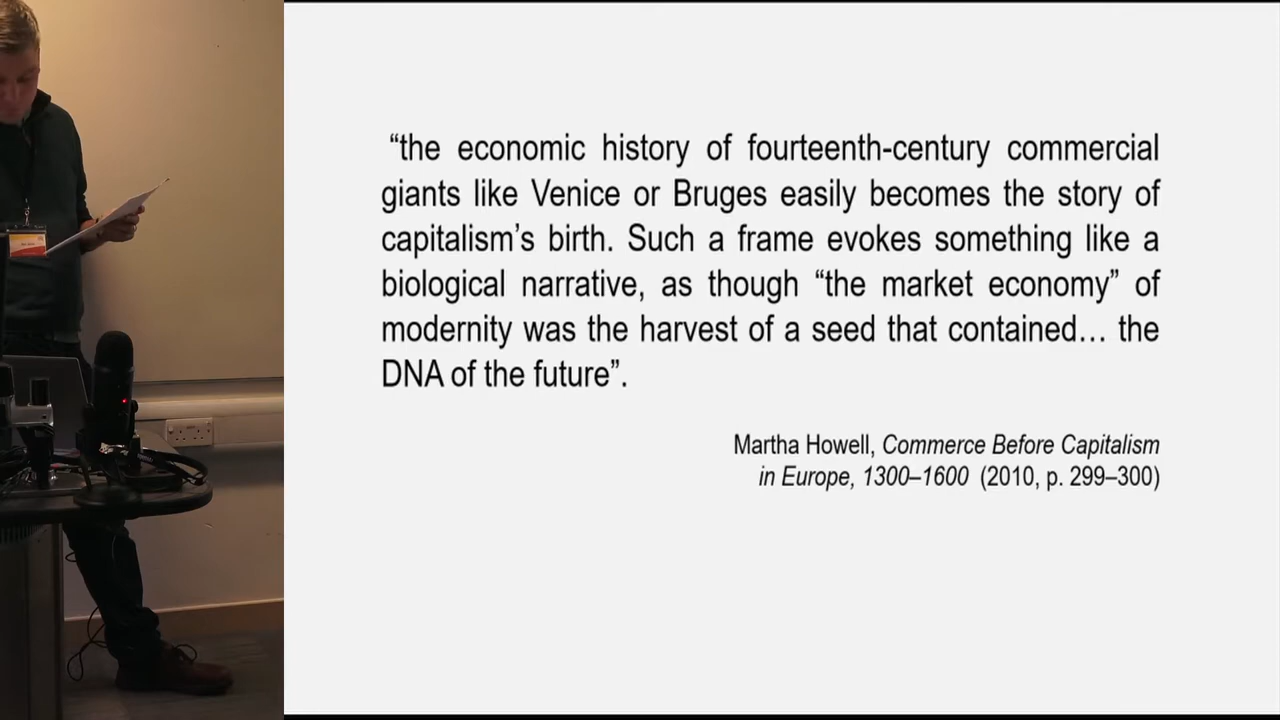 “the economic history of fourteenth-century commercial
giants like Venice or Bruges easily becomes the story of
capitalism’s birth. Such a frame evokes something like a
biological narrative, as though “the market economy” of
modernity was the harvest of a seed that contained… the
DNA of the future”.
Martha Howell, Commerce Before Capitalism
in Europe, 1300–1600 (2010, p. 299–300)